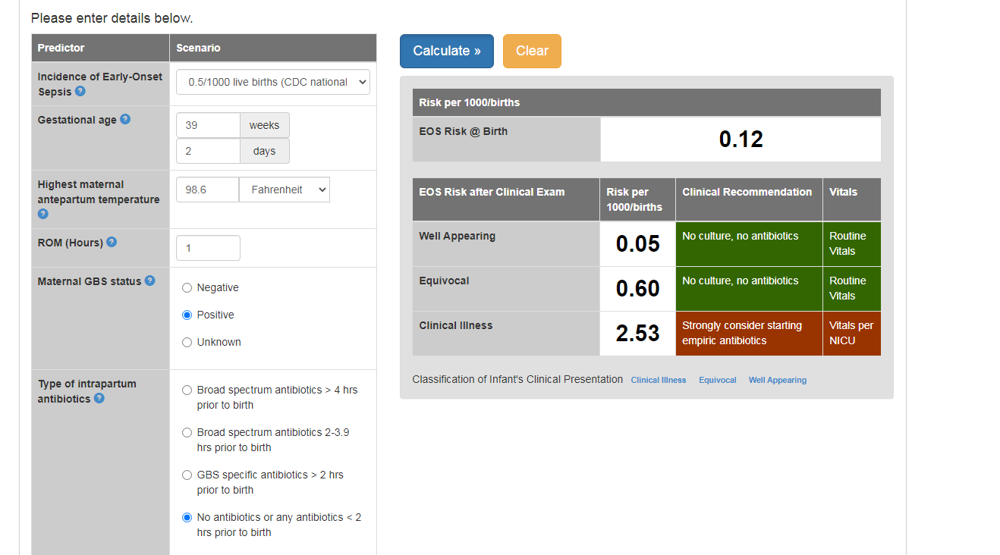 Please enter details below.
Predictor
Scenario
Incidence of Early-Onset
Sepsis ?
0.5/1000 live births (CDC national
Gestational age ?
39
weeks
2
days
Highest maternal
antepartum temperature
?
98.6
Fahrenheit
ROM (Hours) ?
1
Maternal GBS status ?
Negative
Positive
Unknown
Type of intrapartum
antibiotics ?
Broad spectrum antibiotics > 4 hrs
prior to birth
Broad spectrum antibiotics 2-3.9
hrs prior to birth
GBS specific antibiotics > 2 hrs
prior to birth
No antibiotics or any antibiotics < 2
hrs prior to birth
Calculate »
Clear
Risk per 1000/births
EOS Risk @ Birth
0.12
EOS Risk after Clinical Exam
Risk per
1000/births
Clinical Recommendation
Vitals
Well Appearing
0.05
No culture, no antibiotics
Routine
Vitals
Equivocal
0.60
No culture, no antibiotics
Routine
Vitals
Clinical Illness
2.53
Strongly consider starting
empiric antibiotics
Vitals per
NICU
Classification of Infant's Clinical Presentation Clinical Illness Equivocal Well Appearing